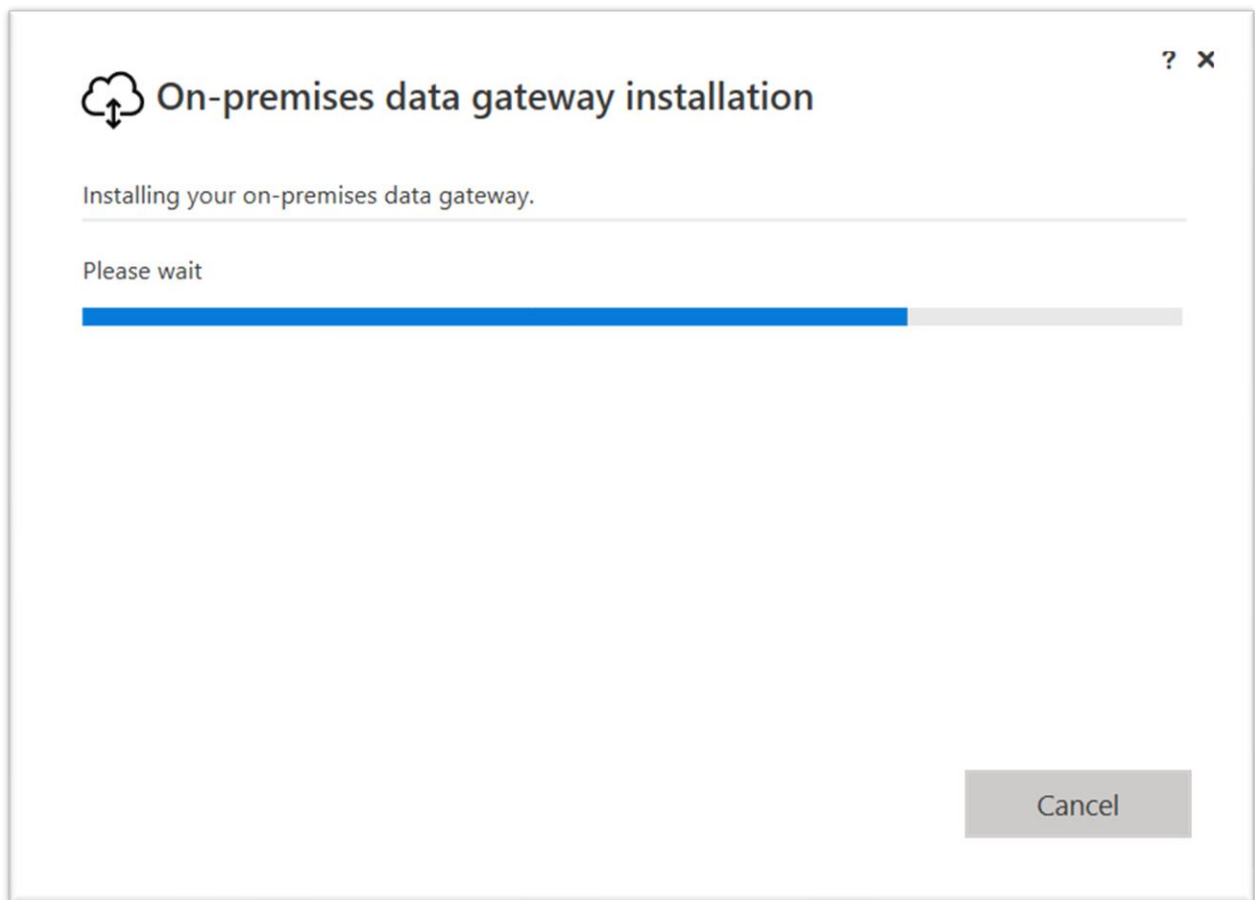 ? ×
On-premises data gateway installation
Installing your on-premises data gateway.
Please wait
Cancel